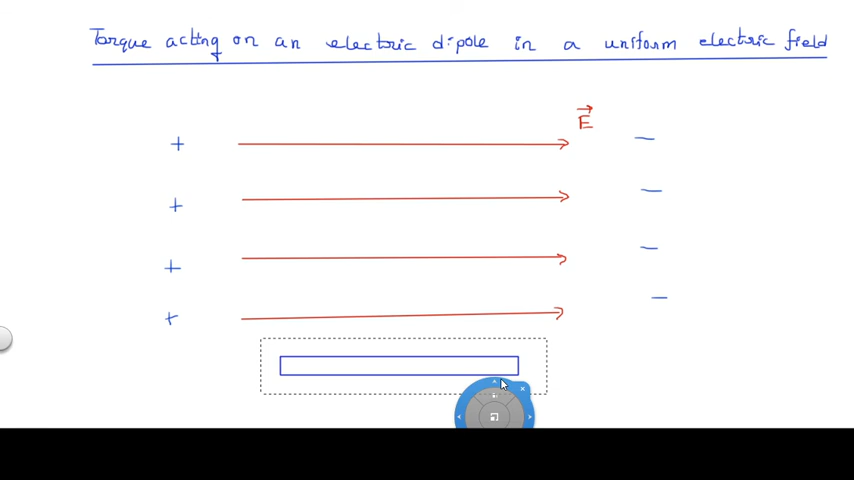 Torque acting on an electric dipole in a uniform electric field
E
+ −
+ −
+ −
+ −